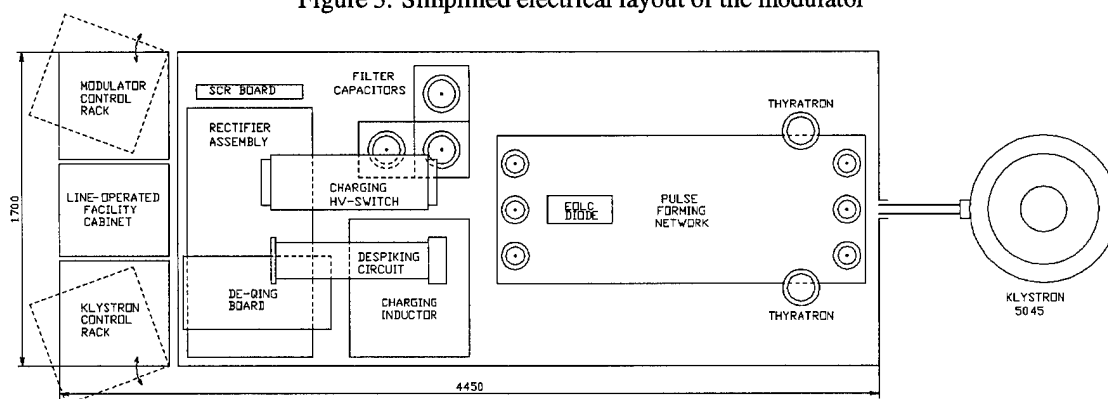 Figure 3. Simplified electrical layout of the modulator
MODULATOR
CONTROL
RACK
LINE-OPERATED
FACILITY
CABINET
KLYSTRON
CONTROL
RACK
1700
SCR BOARD
RECTIFIER
ASSEMBLY
FILTER
CAPACITORS
CHARGING
HV-SWITCH
DESPIKING
CIRCUIT
DE-QING
BOARD
CHARGING
INDUCTOR
EOLC
DIODE
PULSE
FORMING
NETWORK
THYRATRON
THYRATRON
KLYSTRON
5045
4450